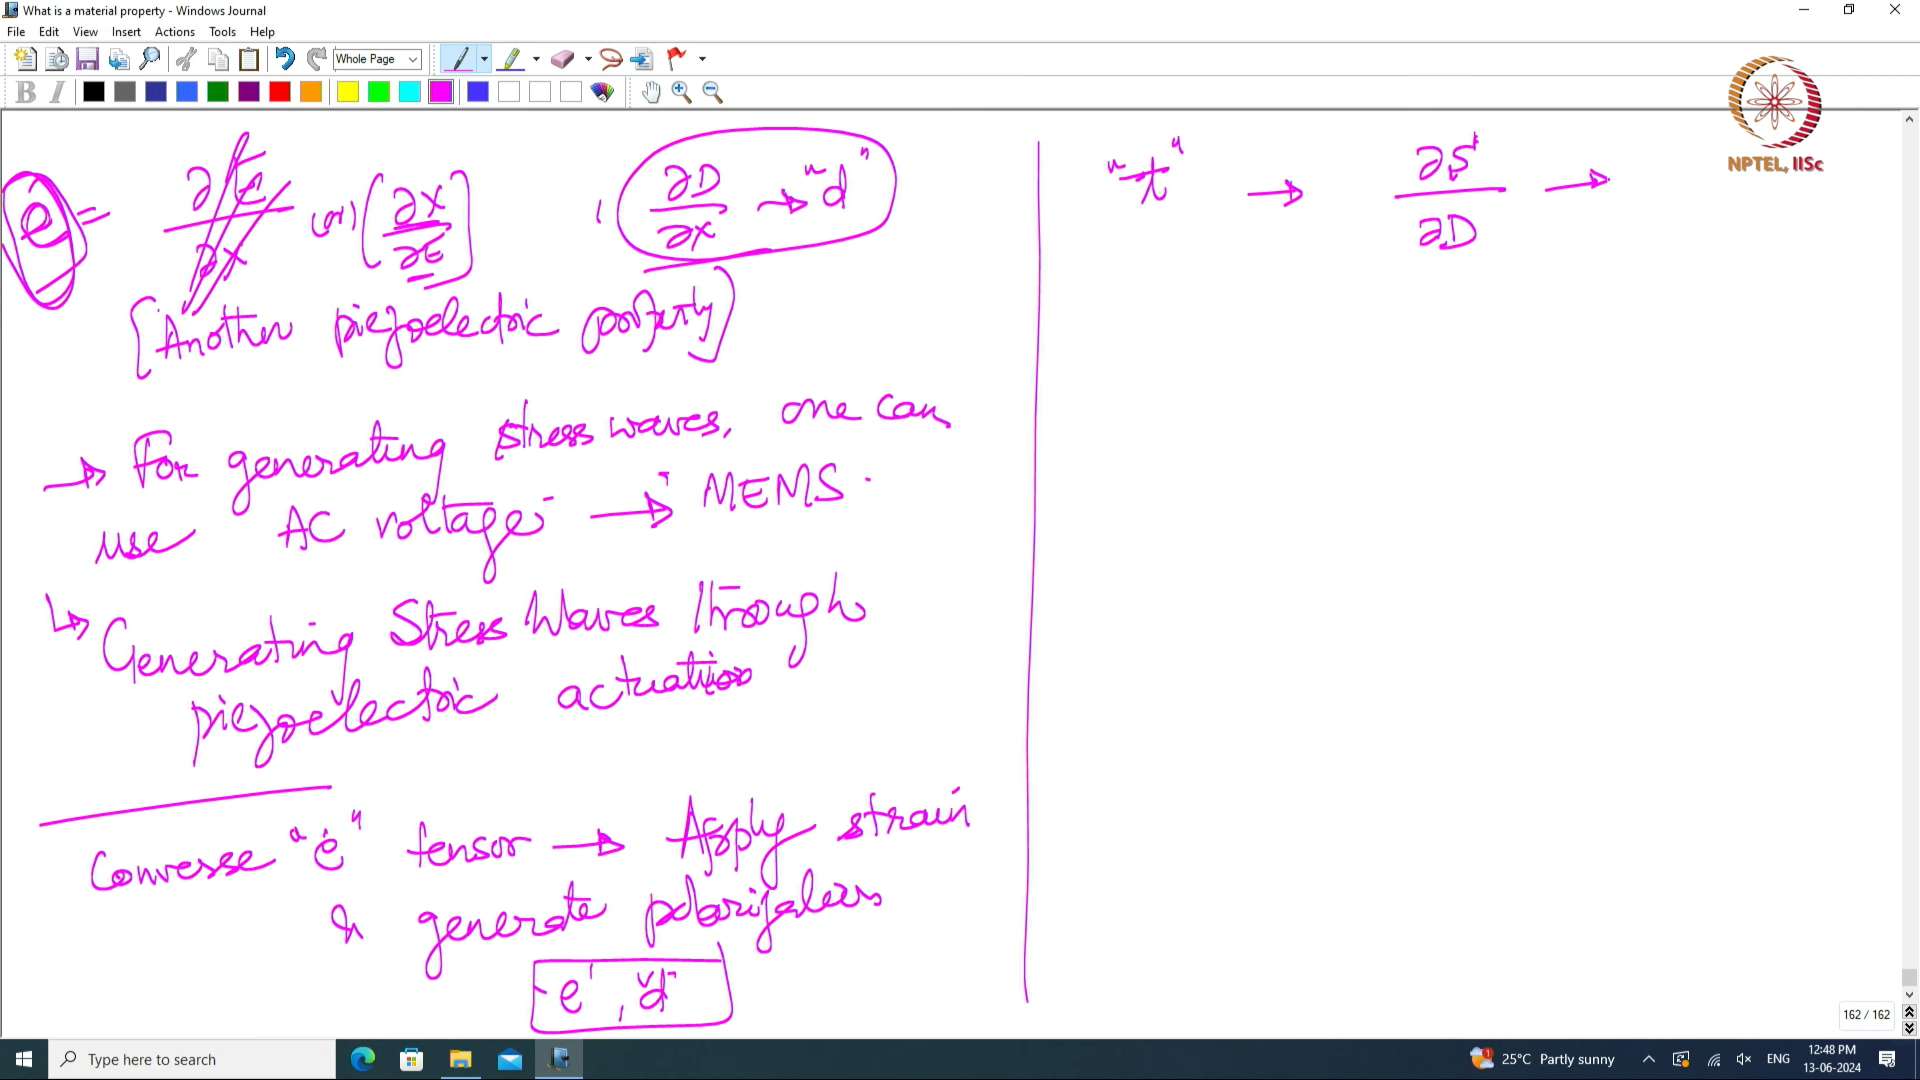 What is a material property - Windows Journal
File Edit View Insert Actions Tools Help
Whole Page
B I
NPTEL, IISc
e' = ∂E/∂x (or) [∂X/∂E] , ∂D/∂x → "d"
[Another piezoelectric property]
→ For generating stress waves, one can
use AC voltage → MEMS.
↳ Generating Stress Waves through
piezoelectric actuation
Converse "e'" tensor → Apply strain
& generate polarization
e', "d"
"t" → ∂S/∂D →
162 / 162
Type here to search
25°C Partly sunny
ENG
12:48 PM
13-06-2024